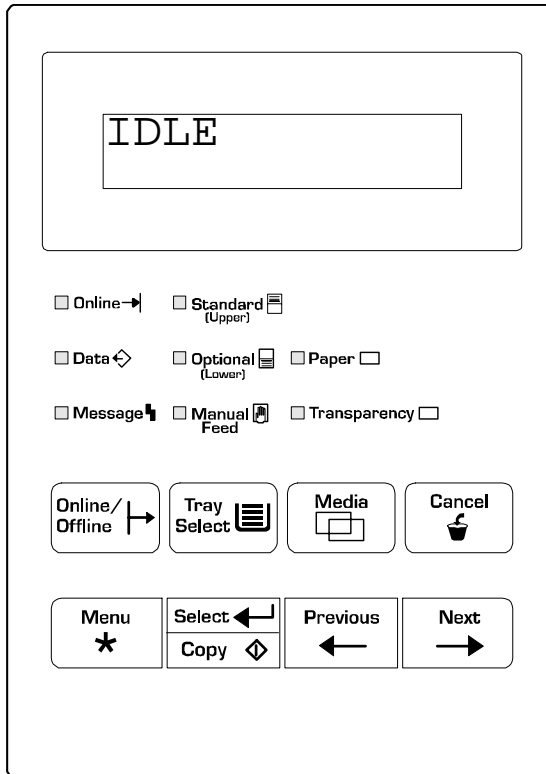 IDLE
Online
Standard
(Upper)
Data
Optional
(Lower)
Paper
Message
Manual
Feed
Transparency
Online/
Offline
Tray
Select
Media
Cancel
Menu
Select
Copy
Previous
Next